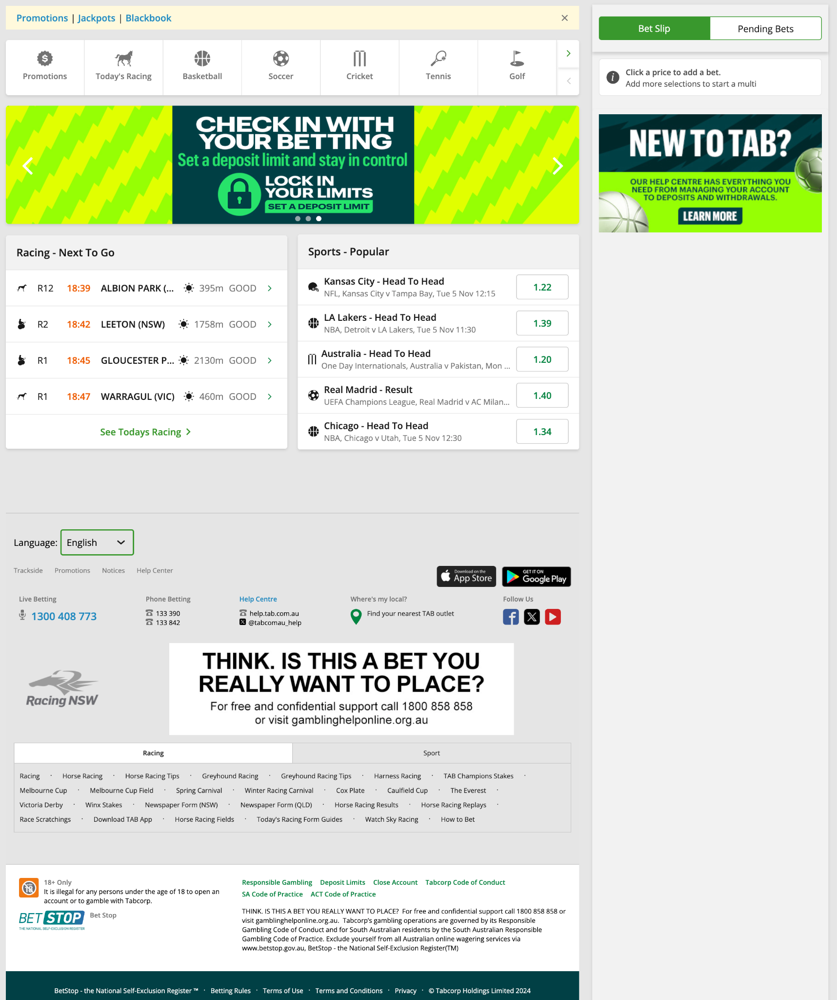 Promotions | Jackpots | Blackbook
Promotions
Today's Racing
Basketball
Soccer
Cricket
Tennis
Golf
CHECK IN WITH
YOUR BETTING
Set a deposit limit and stay in control
LOCK IN
YOUR LIMITS
SET A DEPOSIT LIMIT
Racing - Next To Go
R12 18:39 ALBION PARK (... 395m GOOD
R2 18:42 LEETON (NSW) 1758m GOOD
R1 18:45 GLOUCESTER P... 2130m GOOD
R1 18:47 WARRAGUL (VIC) 460m GOOD
See Todays Racing
Sports - Popular
Kansas City - Head To Head
NFL, Kansas City v Tampa Bay, Tue 5 Nov 12:15
1.22
LA Lakers - Head To Head
NBA, Detroit v LA Lakers, Tue 5 Nov 11:30
1.39
Australia - Head To Head
One Day Internationals, Australia v Pakistan, Mon ...
1.20
Real Madrid - Result
UEFA Champions League, Real Madrid v AC Milan...
1.40
Chicago - Head To Head
NBA, Chicago v Utah, Tue 5 Nov 12:30
1.34
Bet Slip
Pending Bets
Click a price to add a bet.
Add more selections to start a multi
NEW TO TAB?
OUR HELP CENTRE HAS EVERYTHING YOU
NEED FROM MANAGING YOUR ACCOUNT
TO DEPOSITS AND WITHDRAWALS.
LEARN MORE
Language: English
Trackside Promotions Notices Help Center
Download on the
App Store
GET IT ON
Google Play
Live Betting
1300 408 773
Phone Betting
133 390
133 842
Help Centre
help.tab.com.au
@tabcomau_help
Where's my local?
Find your nearest TAB outlet
Follow Us
Racing NSW
THINK. IS THIS A BET YOU
REALLY WANT TO PLACE?
For free and confidential support call 1800 858 858
or visit gamblinghelponline.org.au
Racing
Sport
Racing · Horse Racing · Horse Racing Tips · Greyhound Racing · Greyhound Racing Tips · Harness Racing · TAB Champions Stakes ·
Melbourne Cup · Melbourne Cup Field · Spring Carnival · Winter Racing Carnival · Cox Plate · Caulfield Cup · The Everest ·
Victoria Derby · Winx Stakes · Newspaper Form (NSW) · Newspaper Form (QLD) · Horse Racing Results · Horse Racing Replays ·
Race Scratchings · Download TAB App · Horse Racing Fields · Today's Racing Form Guides · Watch Sky Racing · How to Bet
under
18
18+ Only
It is illegal for any persons under the age of 18 to open an
account or to gamble with Tabcorp.
BET STOP
THE NATIONAL SELF-EXCLUSION REGISTER
Bet Stop
Responsible Gambling Deposit Limits Close Account Tabcorp Code of Conduct
SA Code of Practice ACT Code of Practice
THINK. IS THIS A BET YOU REALLY WANT TO PLACE? For free and confidential support call 1800 858 858 or
visit gamblinghelponline.org.au. Tabcorp's gambling operations are governed by its Responsible
Gambling Code of Conduct and for South Australian residents by the South Australian Responsible
Gambling Code of Practice. Exclude yourself from all Australian online wagering services via
www.betstop.gov.au, BetStop - the National Self-Exclusion Register(TM)
BetStop - the National Self-Exclusion Register ™ · Betting Rules · Terms of Use · Terms and Conditions · Privacy · © Tabcorp Holdings Limited 2024